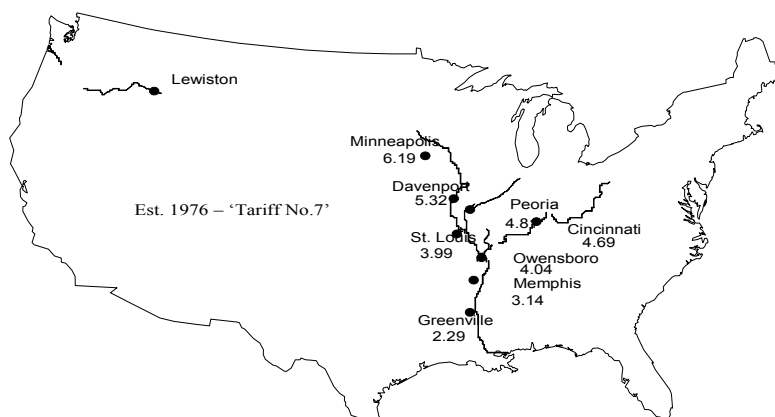 Lewiston
Minneapolis
6.19
Davenport
5.32
Est. 1976 – ‘Tariff No.7’
Peoria
4.8
St. Louis
3.99
Cincinnati
4.69
Owensboro
4.04
Memphis
3.14
Greenville
2.29